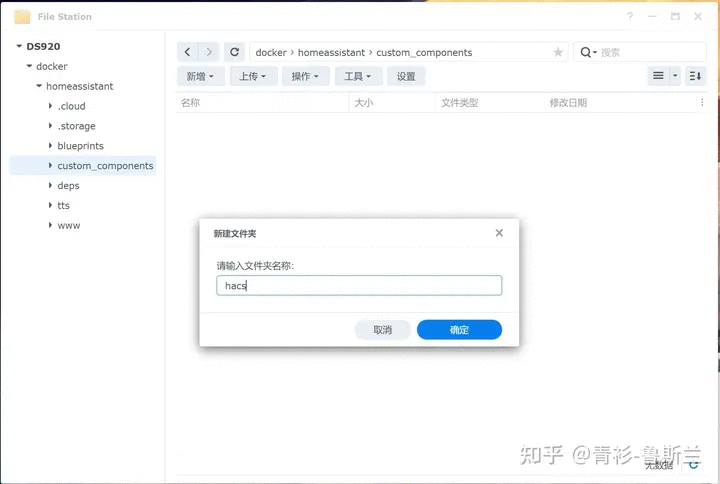 File Station
DS920
docker
homeassistant
.cloud
.storage
blueprints
custom_components
deps
tts
www
docker > homeassistant > custom_components
搜索
新增 上传 操作 工具 设置
名称 大小 文件类型 修改日期
新建文件夹
请输入文件夹名称:
hacs
取消 确定
无数据
知乎 @青衫-鲁斯兰